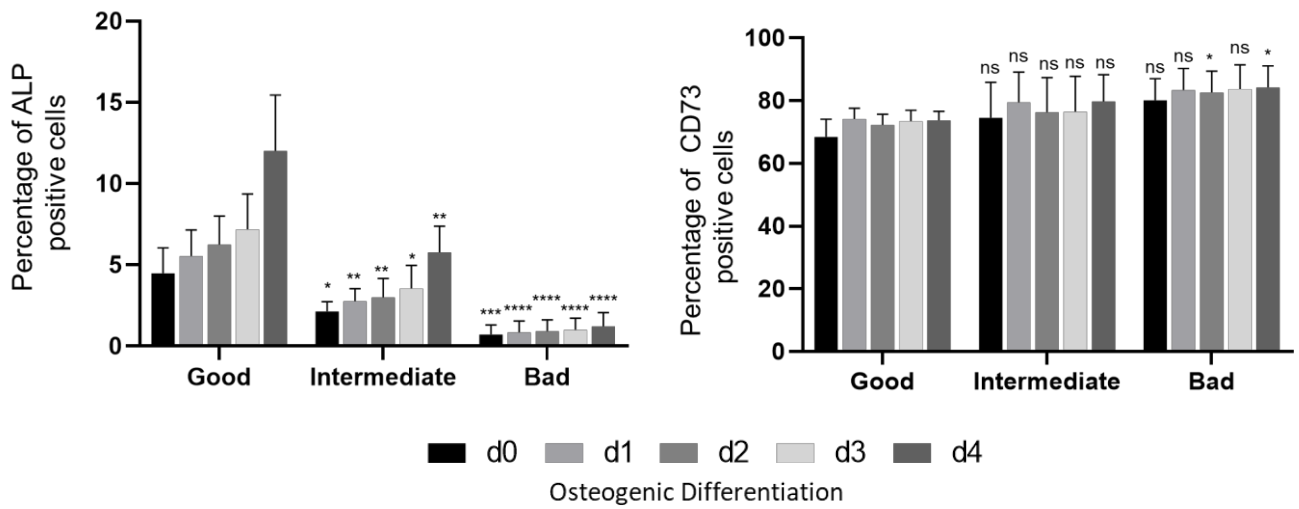 Percentage of ALP
positive cells
20
15
10
5
0
* ** ** * **
*** **** **** **** ****
Good Intermediate Bad
Percentage of CD73
positive cells
100
80
60
40
20
0
ns ns ns ns ns
ns ns * ns *
Good Intermediate Bad
d0 d1 d2 d3 d4
Osteogenic Differentiation